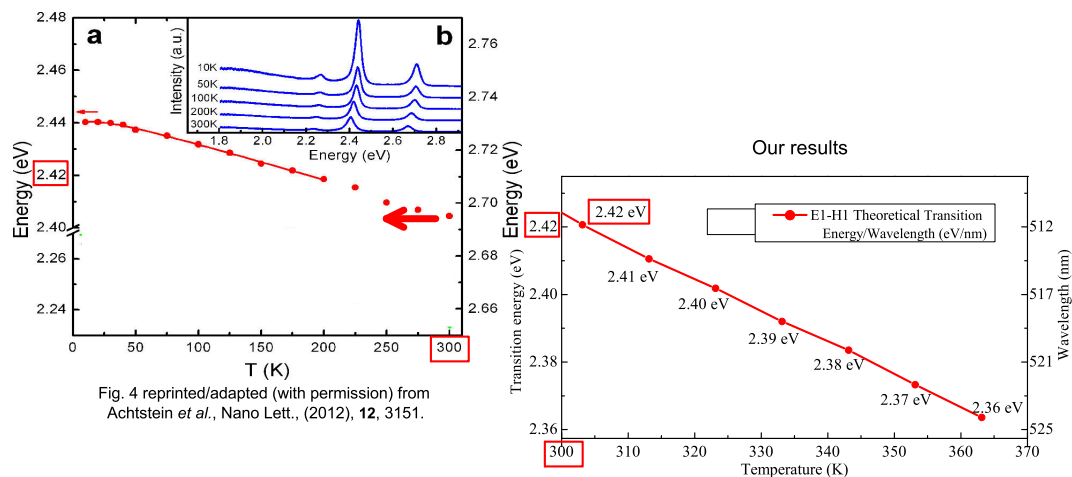 a
b
Energy (eV)
2.48
2.46
2.44
2.42
2.40
2.26
2.24
0
50
100
150
200
250
300
T (K)
Energy (eV)
2.76
2.74
2.72
2.70
2.68
2.66
Intensity (a.u.)
10K
50K
100K
200K
300K
1.8
2.0
2.2
2.4
2.6
2.8
Energy (eV)
Fig. 4 reprinted/adapted (with permission) from
Achtstein et al., Nano Lett., (2012), 12, 3151.
Our results
E1-H1 Theoretical Transition
Energy/Wavelength (eV/nm)
Transition energy (eV)
2.42
2.40
2.38
2.36
2.42 eV
2.41 eV
2.40 eV
2.39 eV
2.38 eV
2.37 eV
2.36 eV
512
517
521
525
Wavelength (nm)
300
310
320
330
340
350
360
370
Temperature (K)